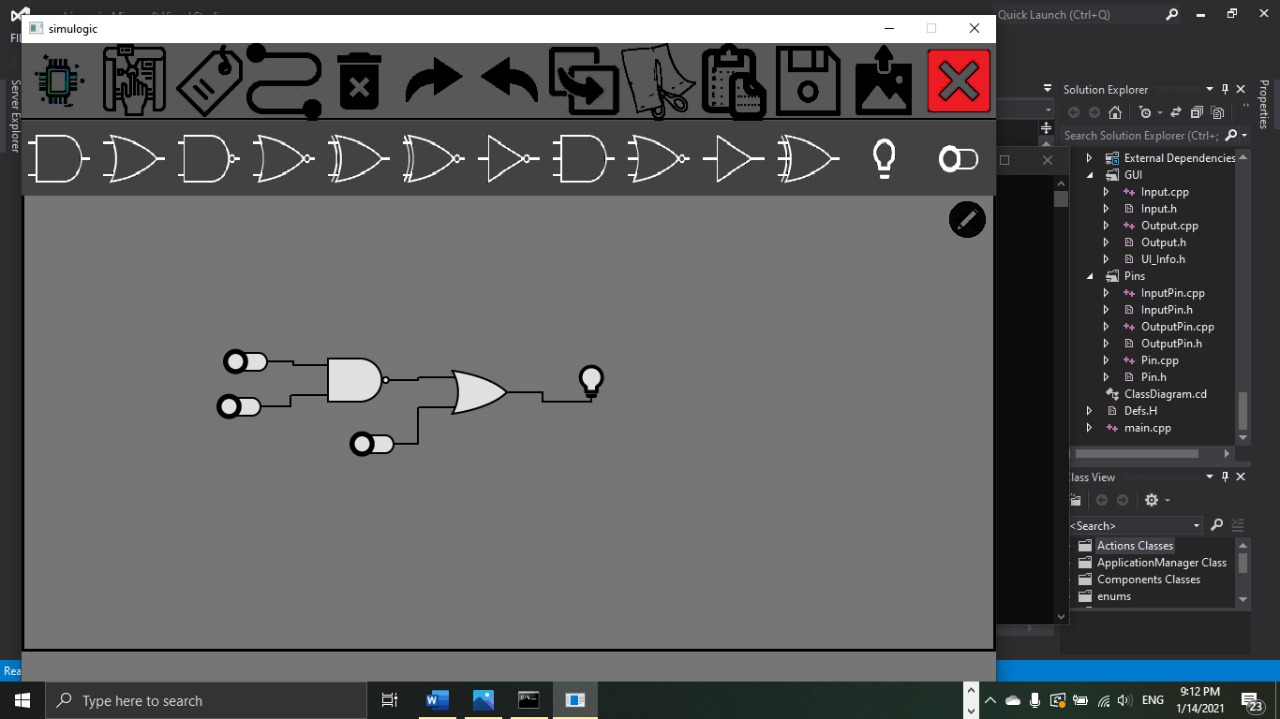 Quick Launch (Ctrl+Q)
simulogic
FI
Server Explorer
Solution Explorer
Search Solution Explorer (Ctrl+;
External Dependencies
GUI
Input.cpp
Input.h
Output.cpp
Output.h
UI_Info.h
Pins
InputPin.cpp
InputPin.h
OutputPin.cpp
OutputPin.h
Pin.cpp
Pin.h
ClassDiagram.cd
Defs.H
main.cpp
Properties
Class View
<Search>
Actions Classes
ApplicationManager Class
Components Classes
enums
Rea
Type here to search
ENG
9:12 PM
1/14/2021
23